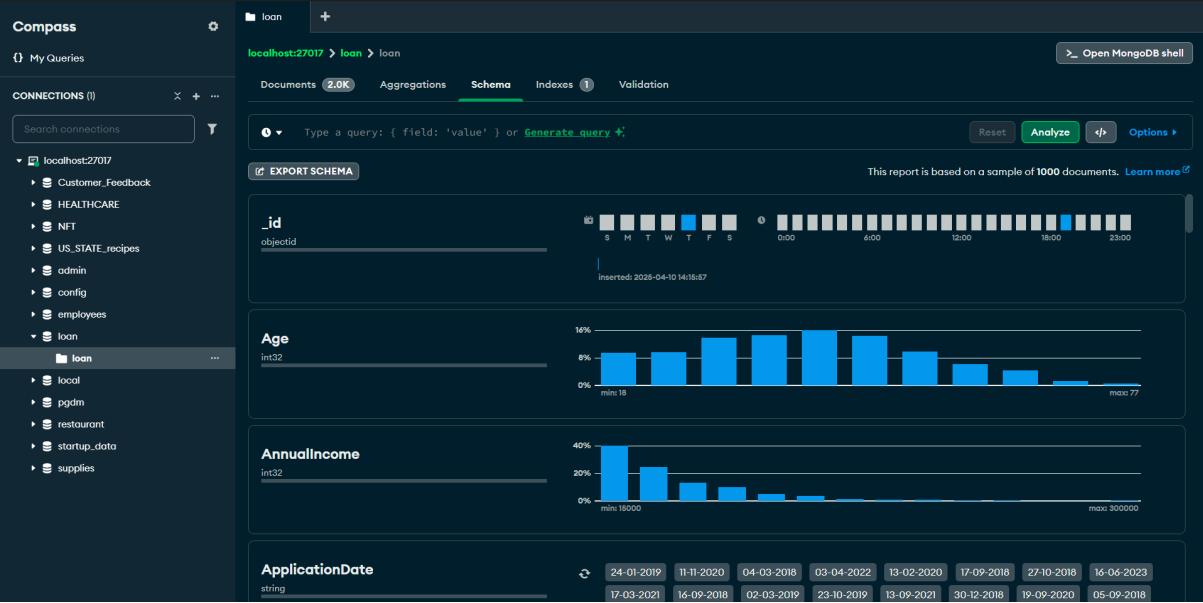 loan
Compass
My Queries
CONNECTIONS (1)
Search connections
localhost:27017
Customer_Feedback
HEALTHCARE
NFT
US_STATE_recipes
admin
config
employees
loan
loan
local
pgdm
restaurant
startup_data
supplies
localhost:27017 > loan > loan
>_ Open MongoDB shell
Documents 2.0K Aggregations Schema Indexes 1 Validation
Type a query: { field: 'value' } or Generate query
Reset Analyze </> Options
EXPORT SCHEMA
This report is based on a sample of 1000 documents. Learn more
_id
objectid
S M T W T F S
0:00 6:00 12:00 18:00 23:00
inserted: 2025-04-10 14:15:57
Age
int32
16%
8%
0%
min: 18 max: 77
AnnualIncome
int32
40%
20%
0%
min: 15000 max: 300000
ApplicationDate
string
24-01-2019 11-11-2020 04-03-2018 03-04-2022 13-02-2020 17-09-2018 27-10-2018 16-06-2023
17-03-2021 16-09-2018 02-03-2019 23-10-2019 13-09-2021 30-12-2018 19-09-2020 05-09-2018